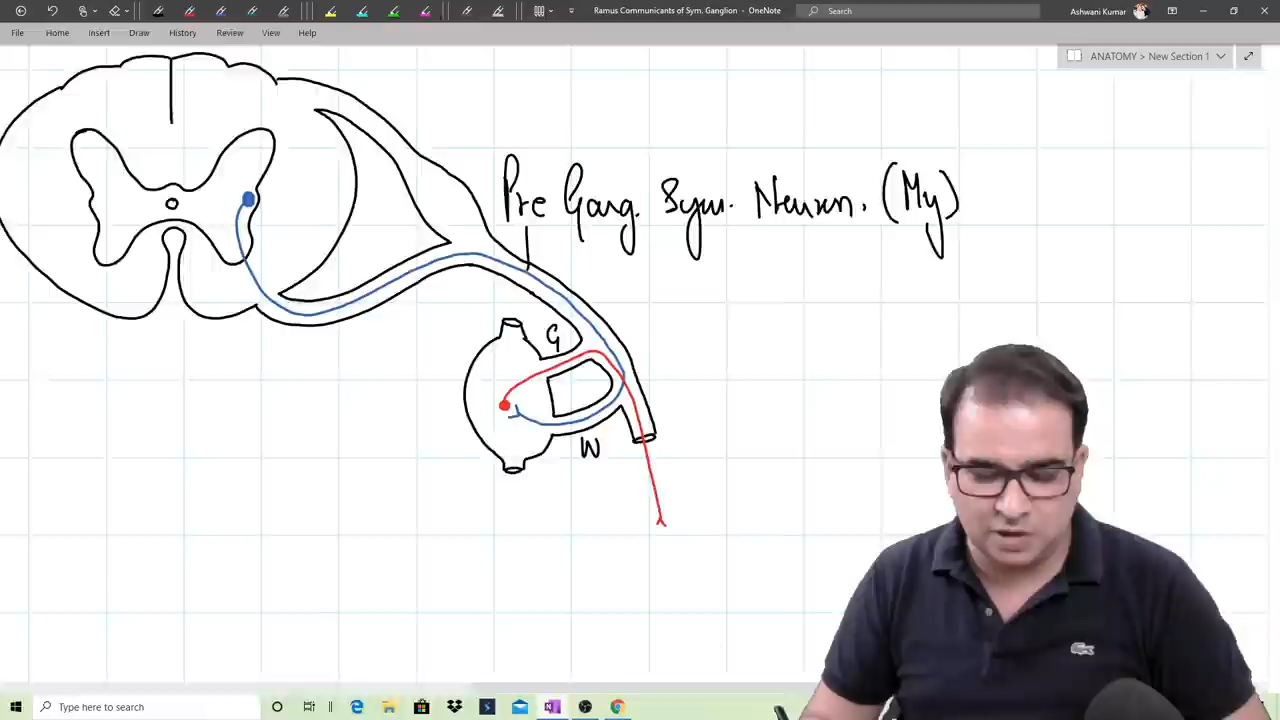 Ramus Communicants of Sym. Ganglion - OneNote
Search
Ashwani Kumar
File Home Insert Draw History Review View Help
ANATOMY > New Section 1
Pre Gang. Sym. Neuron. (My)
G
W
Type here to search